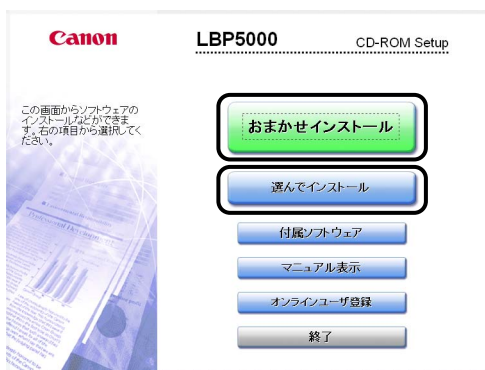 Canon
LBP5000
CD-ROM Setup
この画面からソフトウェアの
インストールなどができま
す。右の項目から選択してく
ださい。
おまかせインストール
選んでインストール
付属ソフトウェア
マニュアル表示
オンラインユーザ登録
終了